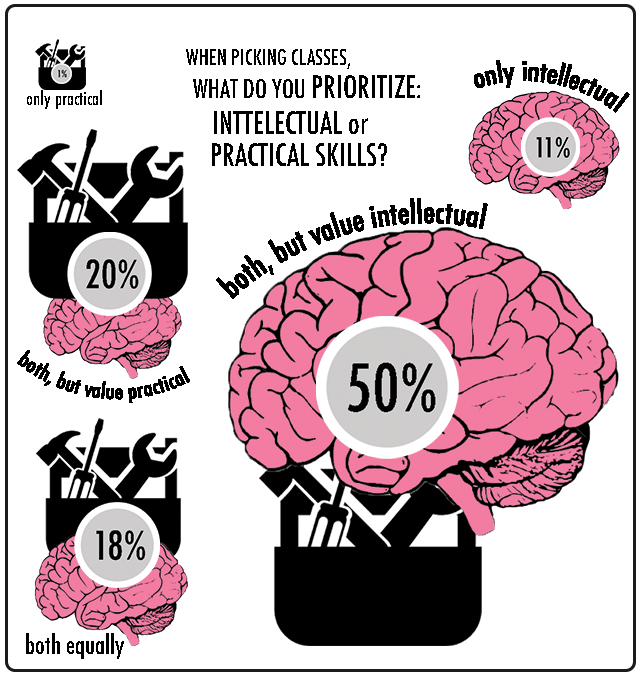 WHEN PICKING CLASSES,
WHAT DO YOU PRIORITIZE:
INTTELECTUAL or
PRACTICAL SKILLS?
1%
only practical
only intellectual
11%
20%
both, but value practical
both, but value intellectual
50%
18%
both equally